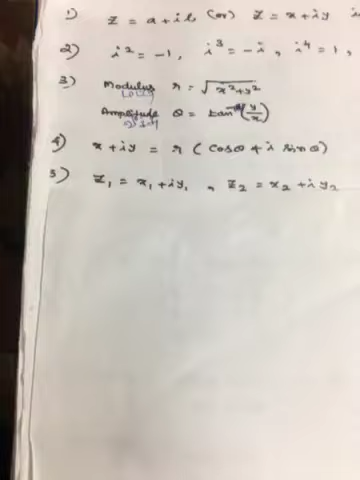 1) Z = a + ib (or) Z = x + iy i
2) i² = -1, i³ = -i, i⁴ = 1,
3) Modulus r = √x²+y²
Amplitude θ = tan⁻¹(y/x)
4) x + iy = r ( cosθ + i sinθ)
5) Z₁ = x₁ + iy₁ , Z₂ = x₂ + iy₂